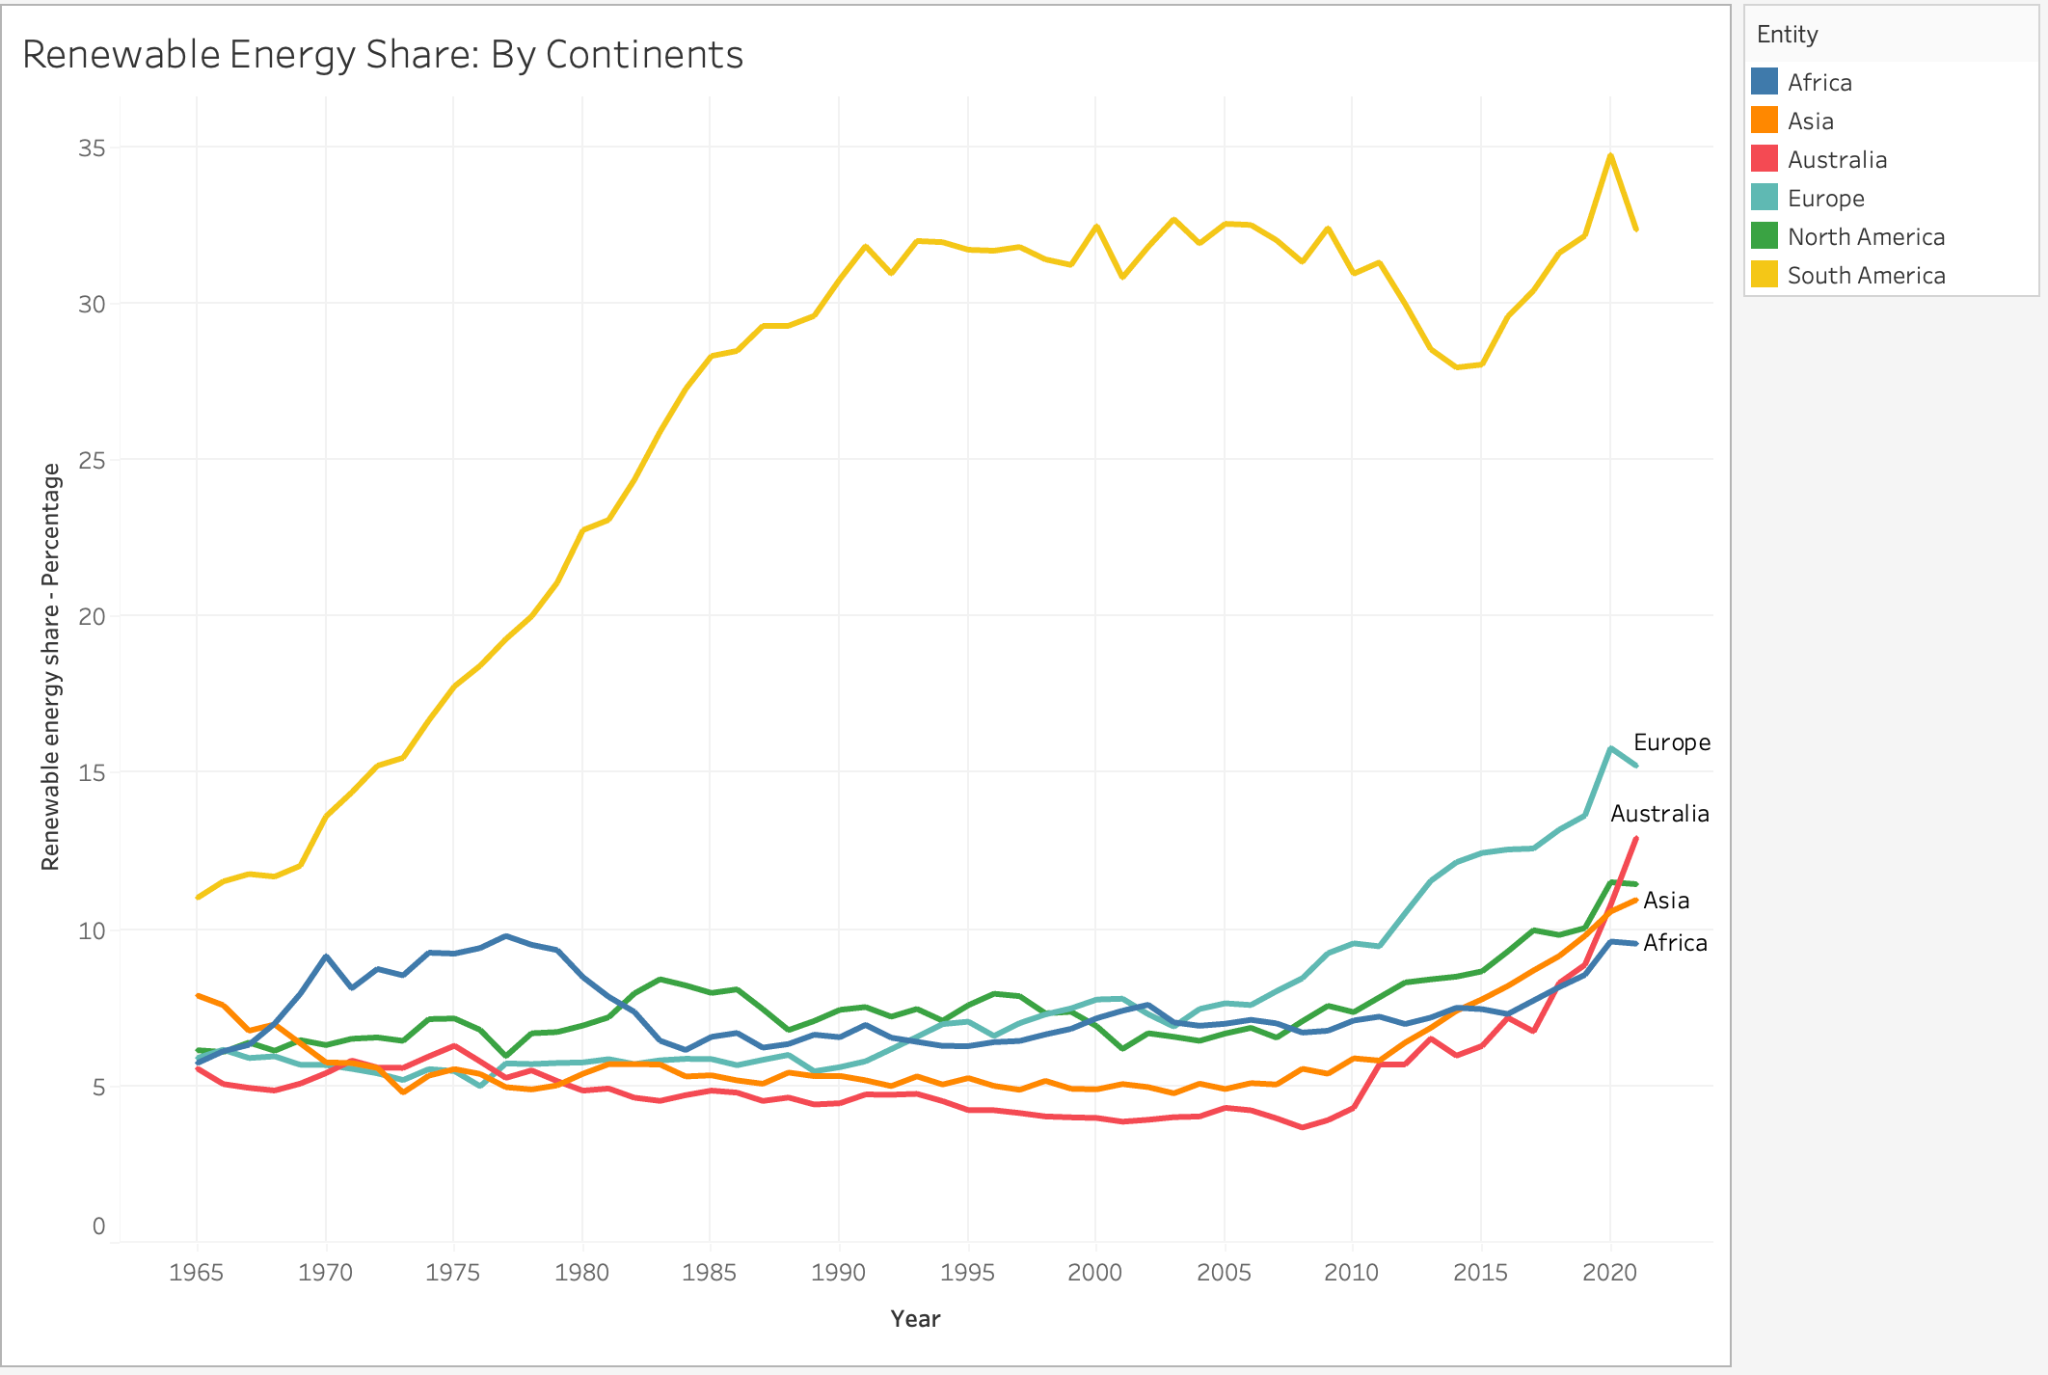 Renewable Energy Share: By Continents
Entity
Africa
Asia
Australia
Europe
North America
South America
Renewable energy share - Percentage
35
30
25
20
15
10
5
0
Europe
Australia
Asia
Africa
1965 1970 1975 1980 1985 1990 1995 2000 2005 2010 2015 2020
Year